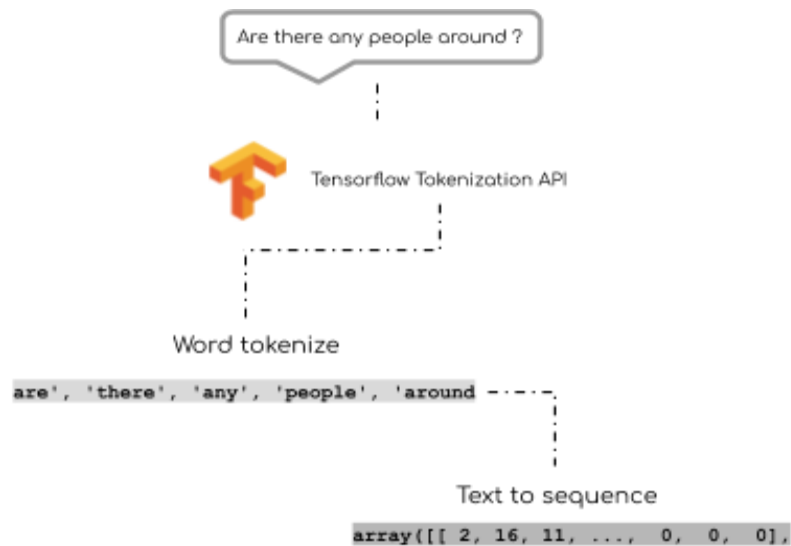 Are there any people around ?
Tensorflow Tokenization API
Word tokenize
are', 'there', 'any', 'people', 'around
Text to sequence
array([[ 2, 16, 11, ..., 0, 0, 0],